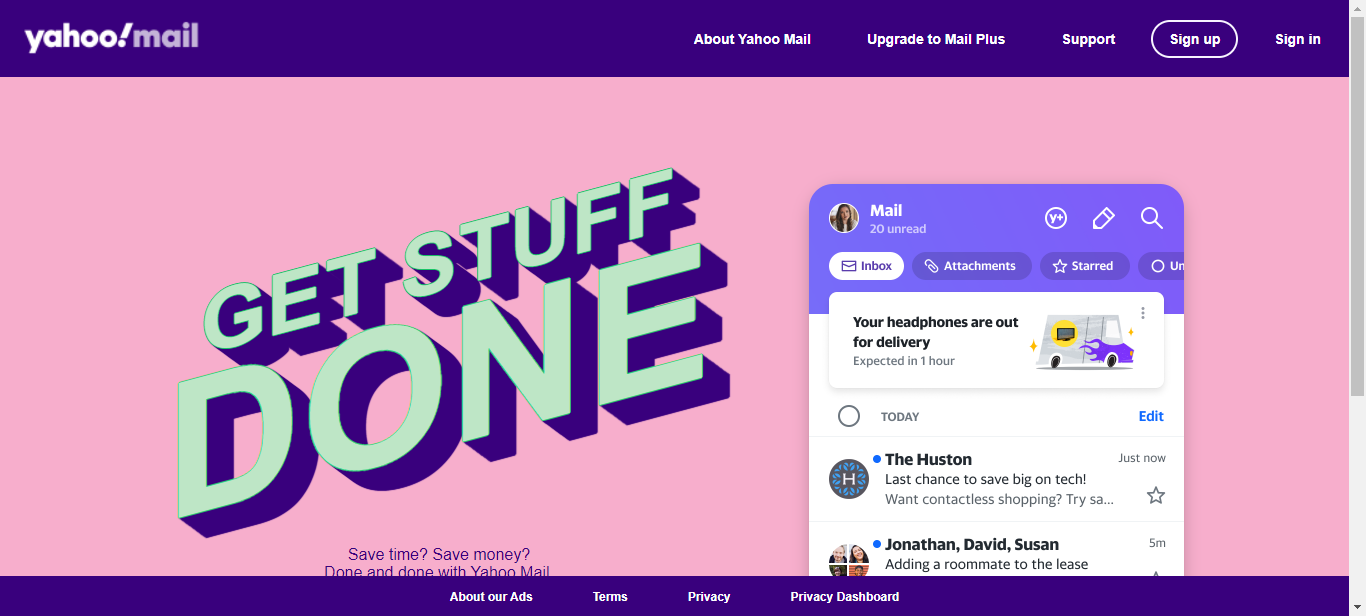 yahoo!mail
About Yahoo Mail
Upgrade to Mail Plus
Support
Sign up
Sign in
GET STUFF
DONE
Save time? Save money?
Done and done with Yahoo Mail
Mail
20 unread
y+
Inbox
Attachments
Starred
Un
Your headphones are out
for delivery
Expected in 1 hour
TODAY
Edit
H
The Huston
Just now
Last chance to save big on tech!
Want contactless shopping? Try sa...
Jonathan, David, Susan
5m
Adding a roommate to the lease
About our Ads
Terms
Privacy
Privacy Dashboard